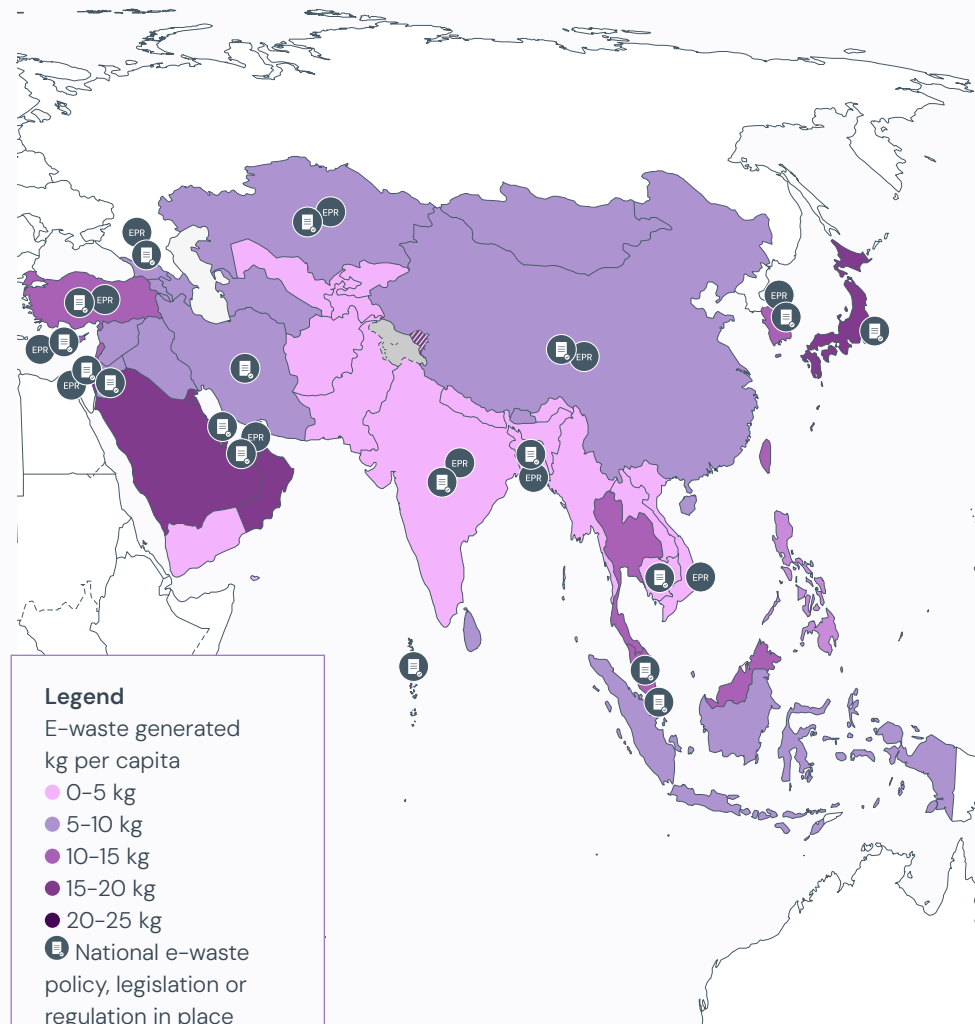 EPR
EPR
EPR
EPR
EPR
EPR
EPR
EPR
EPR
EPR
EPR
Legend
E-waste generated
kg per capita
0-5 kg
5-10 kg
10-15 kg
15-20 kg
20-25 kg
National e-waste
policy, legislation or
regulation in place